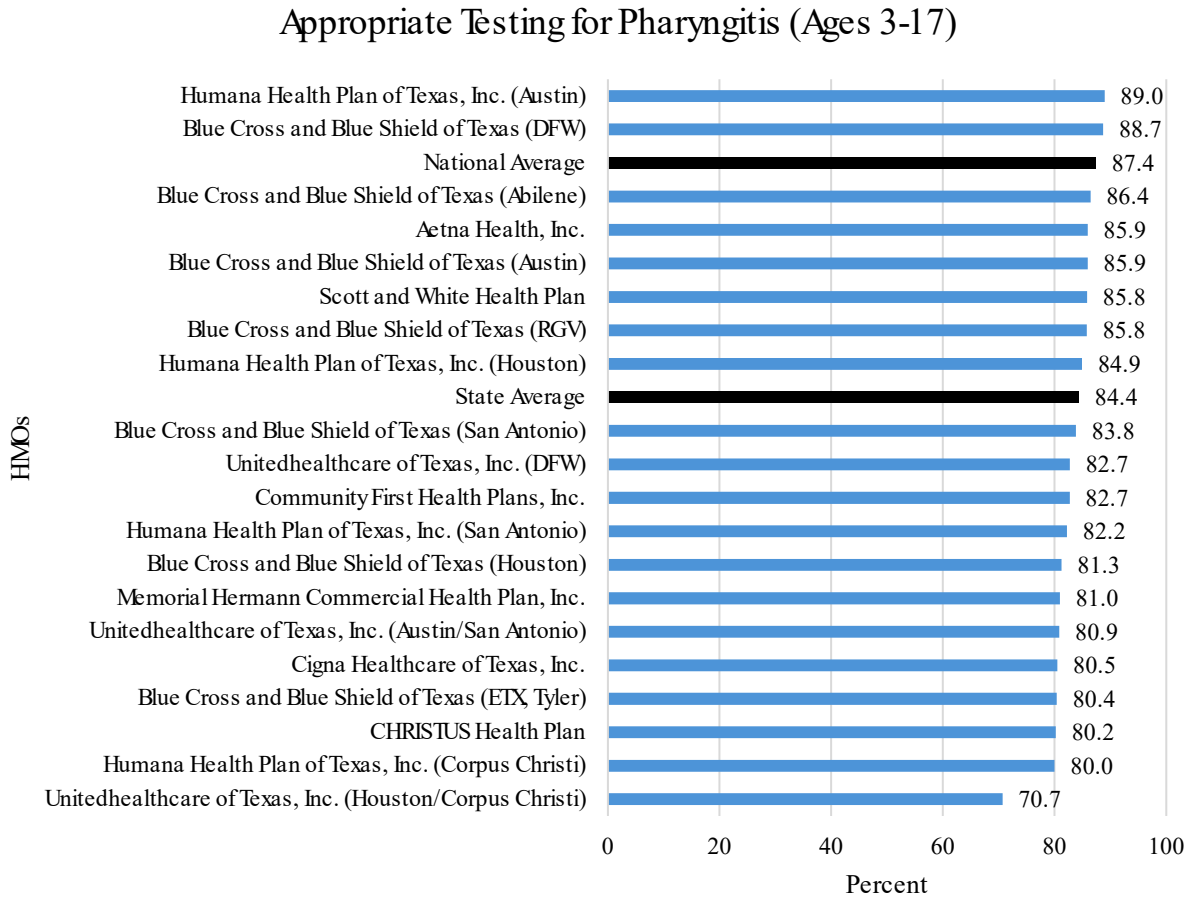 Appropriate Testing for Pharyngitis (Ages 3-17)
Humana Health Plan of Texas, Inc. (Austin) 89.0
Blue Cross and Blue Shield of Texas (DFW) 88.7
National Average 87.4
Blue Cross and Blue Shield of Texas (Abilene) 86.4
Aetna Health, Inc. 85.9
Blue Cross and Blue Shield of Texas (Austin) 85.9
Scott and White Health Plan 85.8
Blue Cross and Blue Shield of Texas (RGV) 85.8
Humana Health Plan of Texas, Inc. (Houston) 84.9
State Average 84.4
Blue Cross and Blue Shield of Texas (San Antonio) 83.8
Unitedhealthcare of Texas, Inc. (DFW) 82.7
Community First Health Plans, Inc. 82.7
Humana Health Plan of Texas, Inc. (San Antonio) 82.2
Blue Cross and Blue Shield of Texas (Houston) 81.3
Memorial Hermann Commercial Health Plan, Inc. 81.0
Unitedhealthcare of Texas, Inc. (Austin/San Antonio) 80.9
Cigna Healthcare of Texas, Inc. 80.5
Blue Cross and Blue Shield of Texas (ETX, Tyler) 80.4
CHRISTUS Health Plan 80.2
Humana Health Plan of Texas, Inc. (Corpus Christi) 80.0
Unitedhealthcare of Texas, Inc. (Houston/Corpus Christi) 70.7
HMOs
0 20 40 60 80 100
Percent